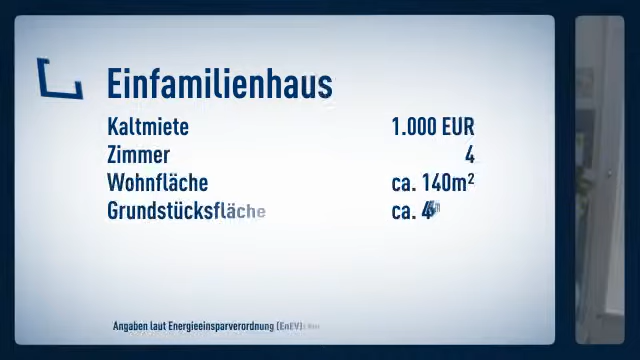 Einfamilienhaus
Kaltmiete 1.000 EUR
Zimmer 4
Wohnfläche ca. 140m²
Grundstücksfläche ca.
Angaben laut Energieeinsparverordnung (EnEV)